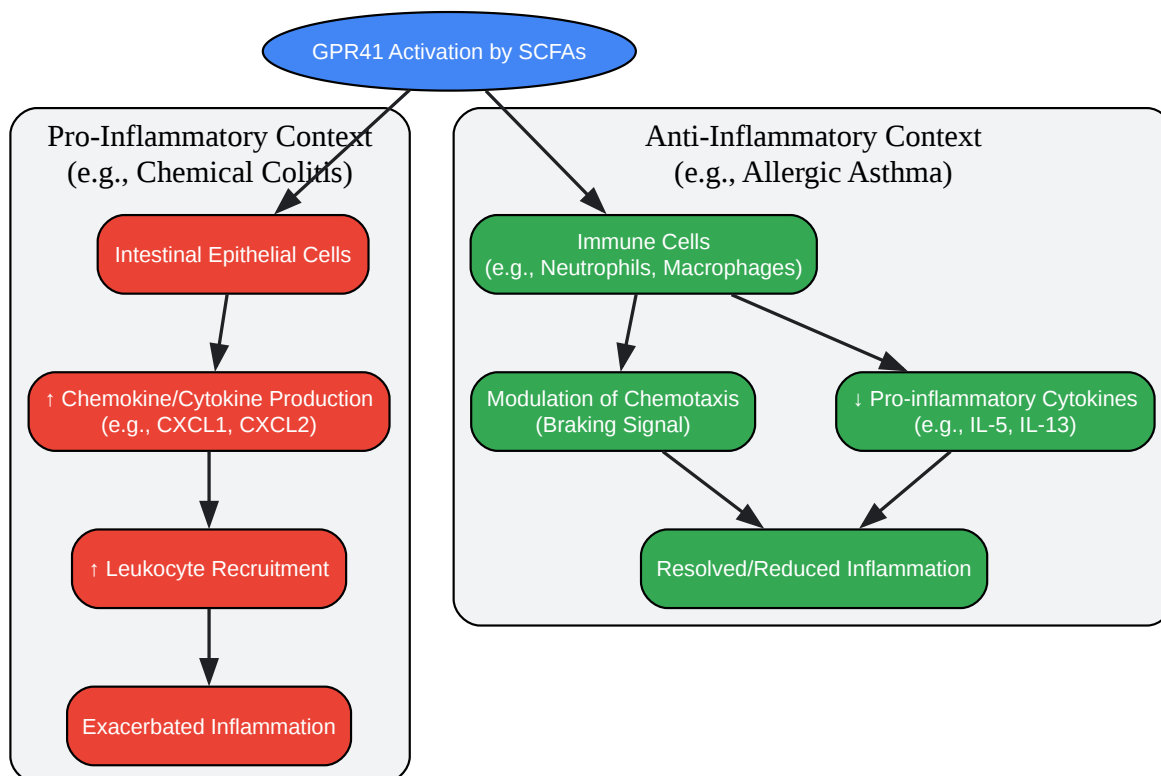 GPR41 Activation by SCFAs
Pro-Inflammatory Context
(e.g., Chemical Colitis)
Intestinal Epithelial Cells
↑ Chemokine/Cytokine Production
(e.g., CXCL1, CXCL2)
↑ Leukocyte Recruitment
Exacerbated Inflammation
Anti-Inflammatory Context
(e.g., Allergic Asthma)
Immune Cells
(e.g., Neutrophils, Macrophages)
Modulation of Chemotaxis
(Braking Signal)
↓ Pro-inflammatory Cytokines
(e.g., IL-5, IL-13)
Resolved/Reduced Inflammation